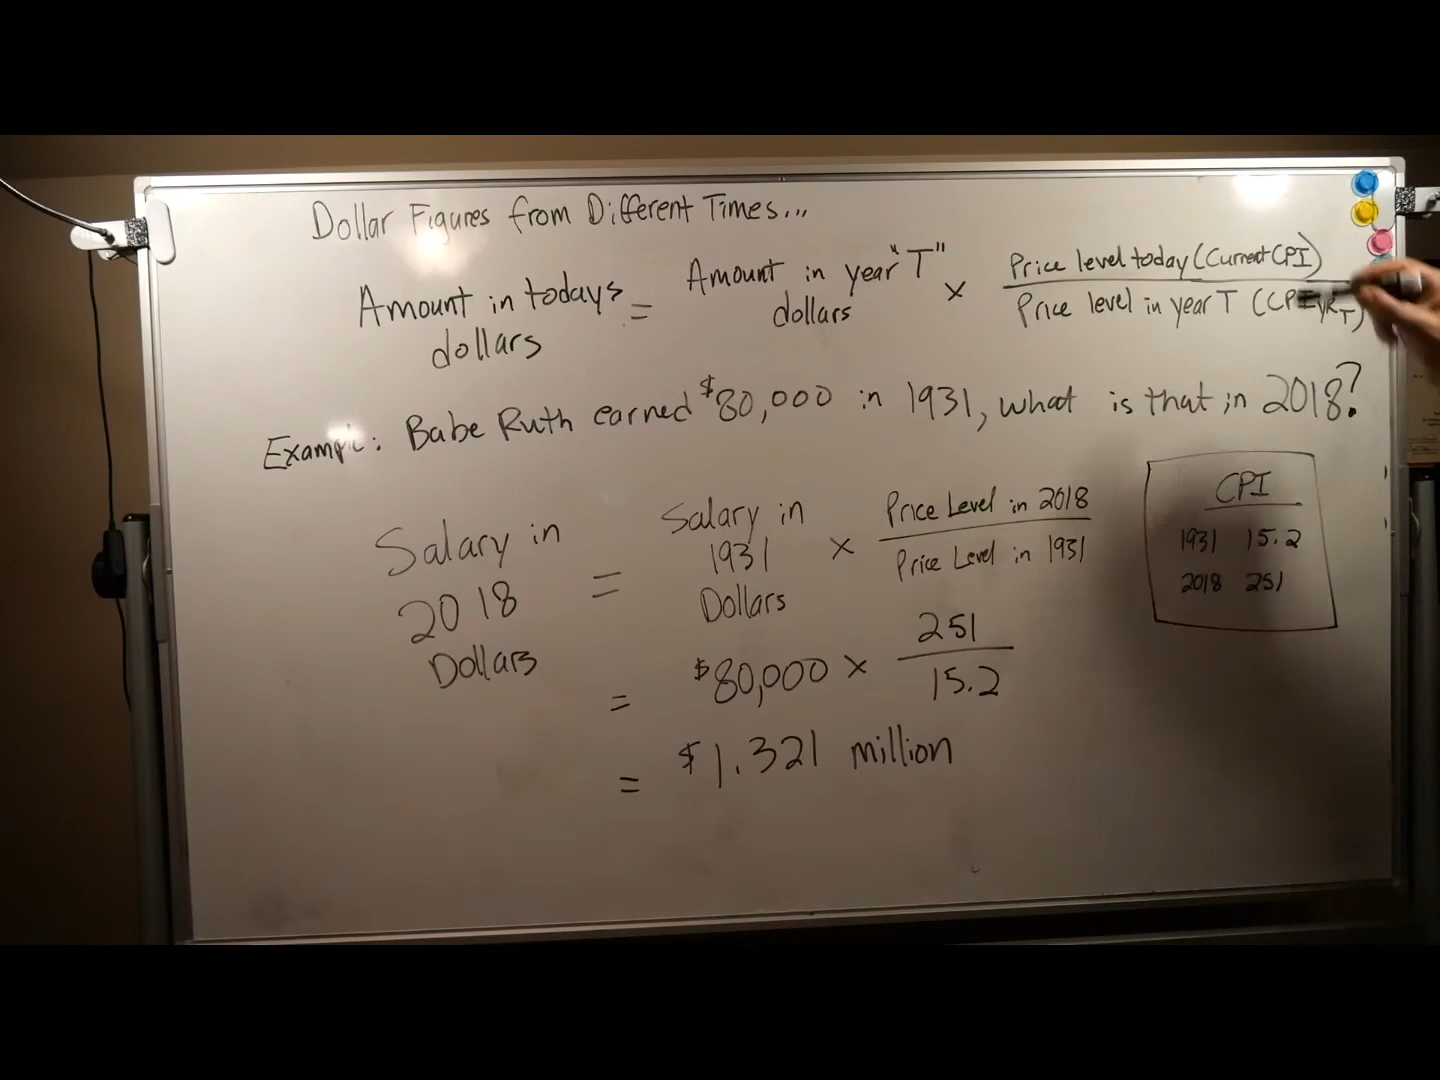 Dollar Figures from Different Times...
Amount in todays dollars = Amount in year "T" dollars × Price level today (Current CPI) / Price level in year T (CPI YR T)
Example: Babe Ruth earned $80,000 in 1931, what is that in 2018?
Salary in 2018 Dollars = Salary in 1931 Dollars × Price Level in 2018 / Price Level in 1931
= $80,000 × 251 / 15.2
= $1.321 million
CPI
1931 15.2
2018 251